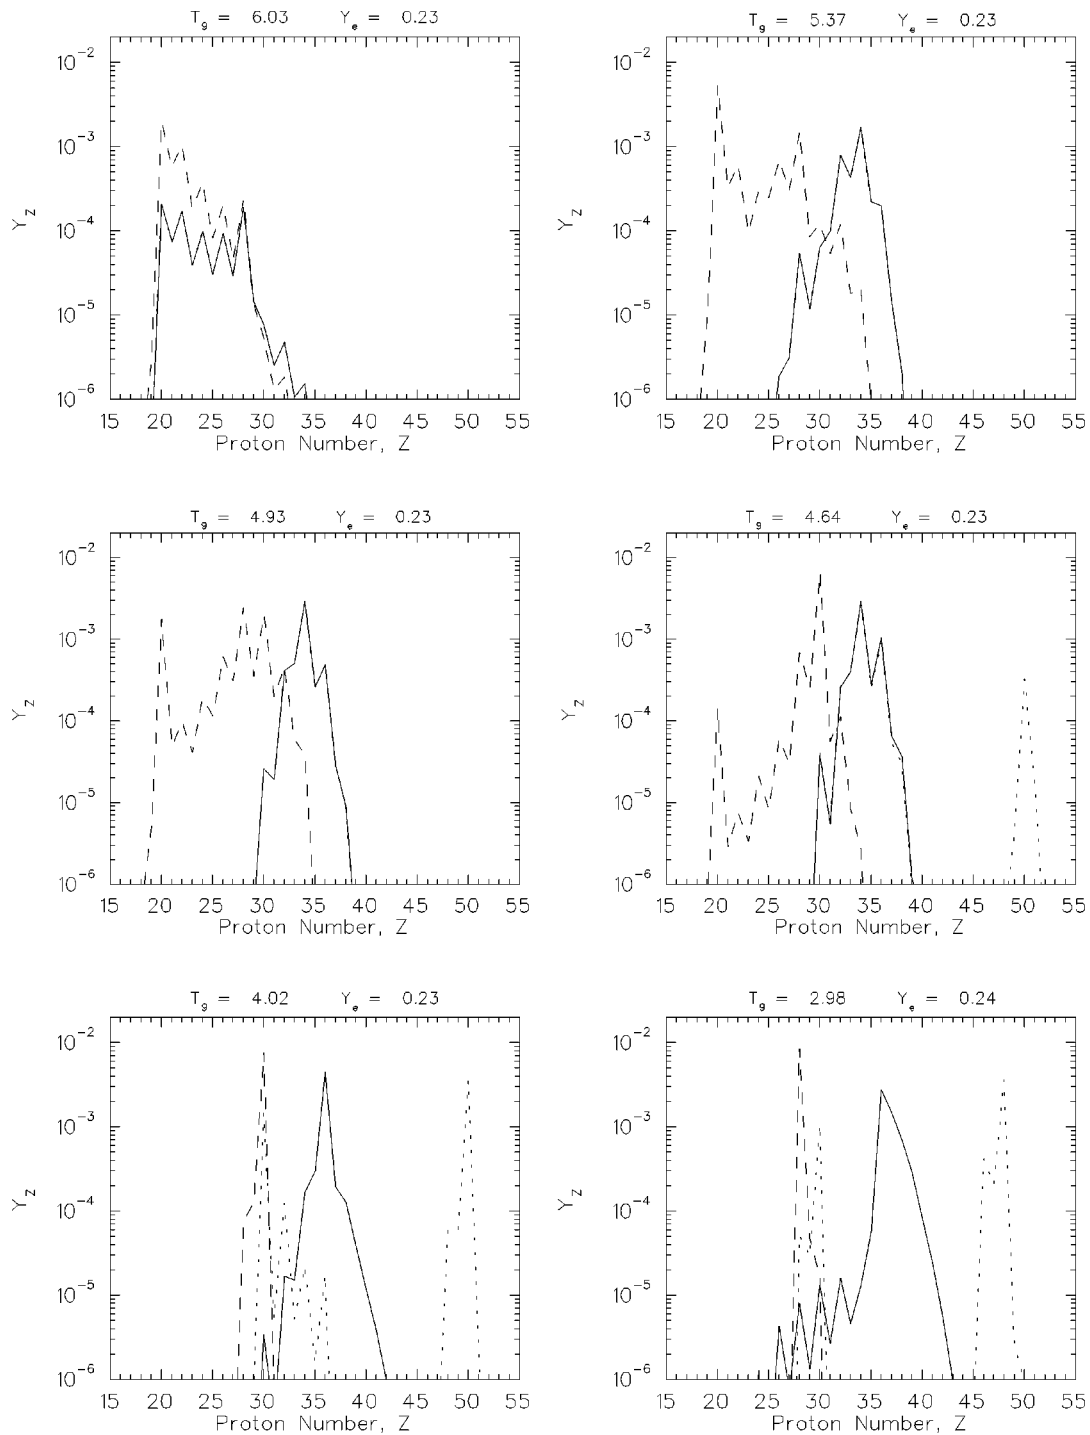 T9 = 6.03 Ye = 0.23
10-2
10-3
10-4
10-5
10-6
YZ
15 20 25 30 35 40 45 50 55
Proton Number, Z
T9 = 5.37 Ye = 0.23
10-2
10-3
10-4
10-5
10-6
YZ
15 20 25 30 35 40 45 50 55
Proton Number, Z
T9 = 4.93 Ye = 0.23
10-2
10-3
10-4
10-5
10-6
YZ
15 20 25 30 35 40 45 50 55
Proton Number, Z
T9 = 4.64 Ye = 0.23
10-2
10-3
10-4
10-5
10-6
YZ
15 20 25 30 35 40 45 50 55
Proton Number, Z
T9 = 4.02 Ye = 0.23
10-2
10-3
10-4
10-5
10-6
YZ
15 20 25 30 35 40 45 50 55
Proton Number, Z
T9 = 2.98 Ye = 0.24
10-2
10-3
10-4
10-5
10-6
YZ
15 20 25 30 35 40 45 50 55
Proton Number, Z